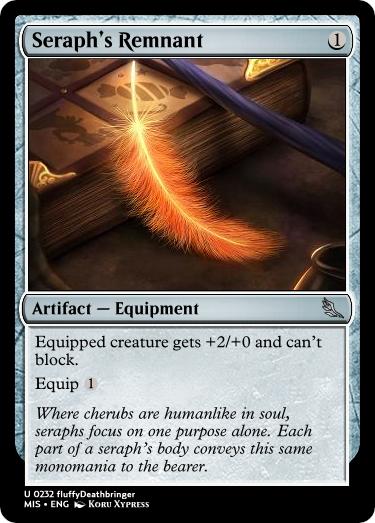 Seraph's Remnant 1
Artifact — Equipment
Equipped creature gets +2/+0 and can't
block.
Equip 1
Where cherubs are humanlike in soul,
seraphs focus on one purpose alone. Each
part of a seraph's body conveys this same
monomania to the bearer.
U 0232 fluffyDeathbringer
MIS • ENG Koru Xypress